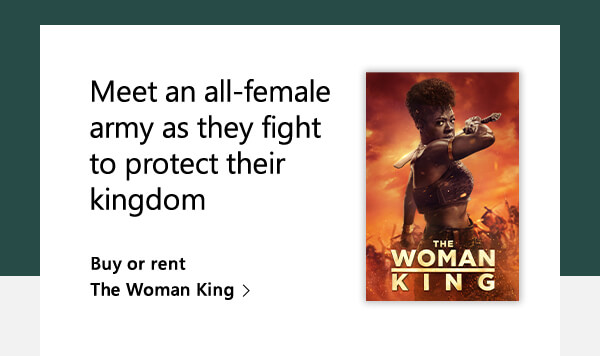 Meet an all-female
army as they fight
to protect their
kingdom
Buy or rent
The Woman King >
THE
WOMAN
KING